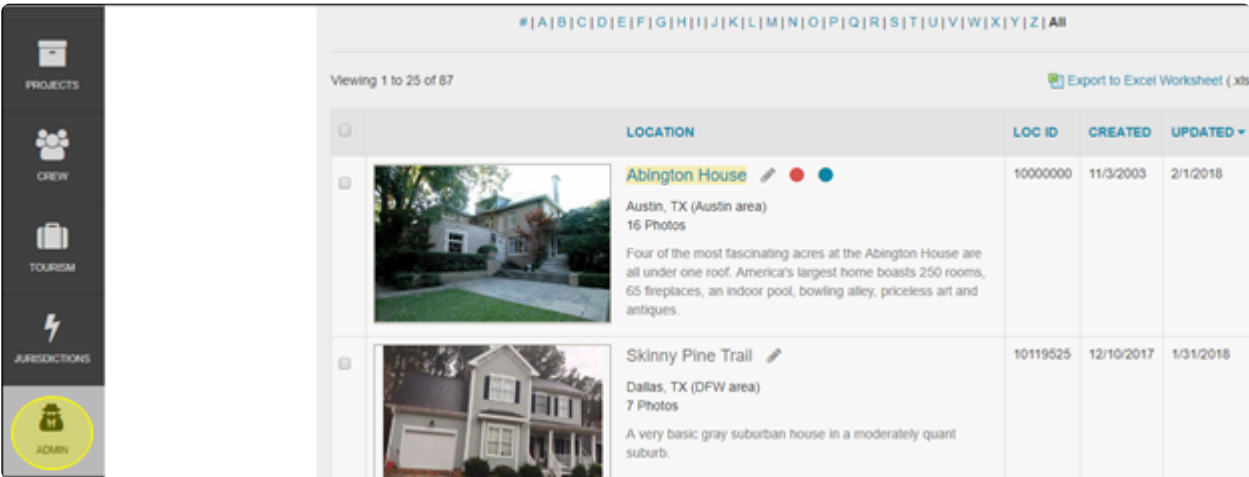 # | A | B | C | D | E | F | G | H | I | J | K | L | M | N | O | P | Q | R | S | T | U | V | W | X | Y | Z | All
PROJECTS
CREW
TOURISM
JURISDICTIONS
ADMIN
Viewing 1 to 25 of 87
Export to Excel Worksheet (.xls
LOCATION LOC ID CREATED UPDATED
Abington House 10000000 11/3/2003 2/1/2018
Austin, TX (Austin area)
16 Photos
Four of the most fascinating acres at the Abington House are
all under one roof. America's largest home boasts 250 rooms,
65 fireplaces, an indoor pool, bowling alley, priceless art and
antiques.
Skinny Pine Trail 10119525 12/10/2017 1/31/2018
Dallas, TX (DFW area)
7 Photos
A very basic gray suburban house in a moderately quant
suburb.